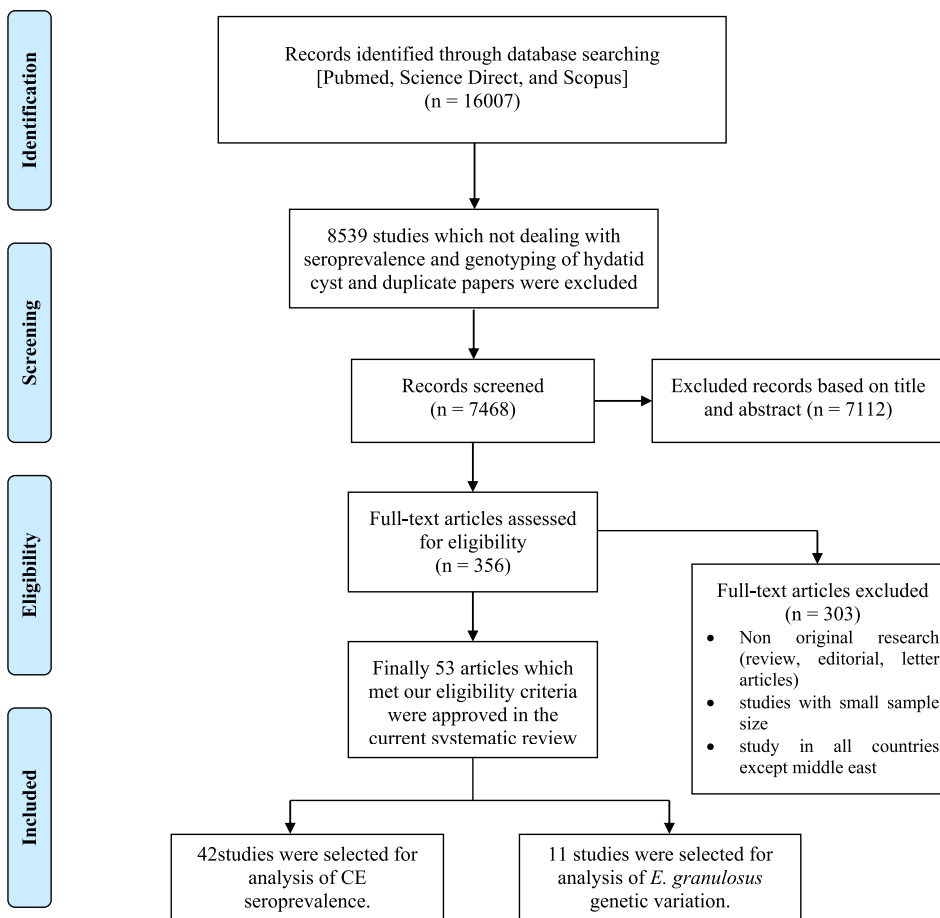 Identification
Records identified through database searching
[Pubmed, Science Direct, and Scopus]
(n = 16007)
8539 studies which not dealing with
seroprevalence and genotyping of hydatid
cyst and duplicate papers were excluded
Screening
Records screened
(n = 7468)
Excluded records based on title
and abstract (n = 7112)
Eligibility
Full-text articles assessed
for eligibility
(n = 356)
Full-text articles excluded
(n = 303)
• Non original research
(review, editorial, letter
articles)
• studies with small sample
size
• study in all countries
except middle east
Finally 53 articles which
met our eligibility criteria
were approved in the
current systematic review
Included
42studies were selected for
analysis of CE
seroprevalence.
11 studies were selected for
analysis of E. granulosus
genetic variation.